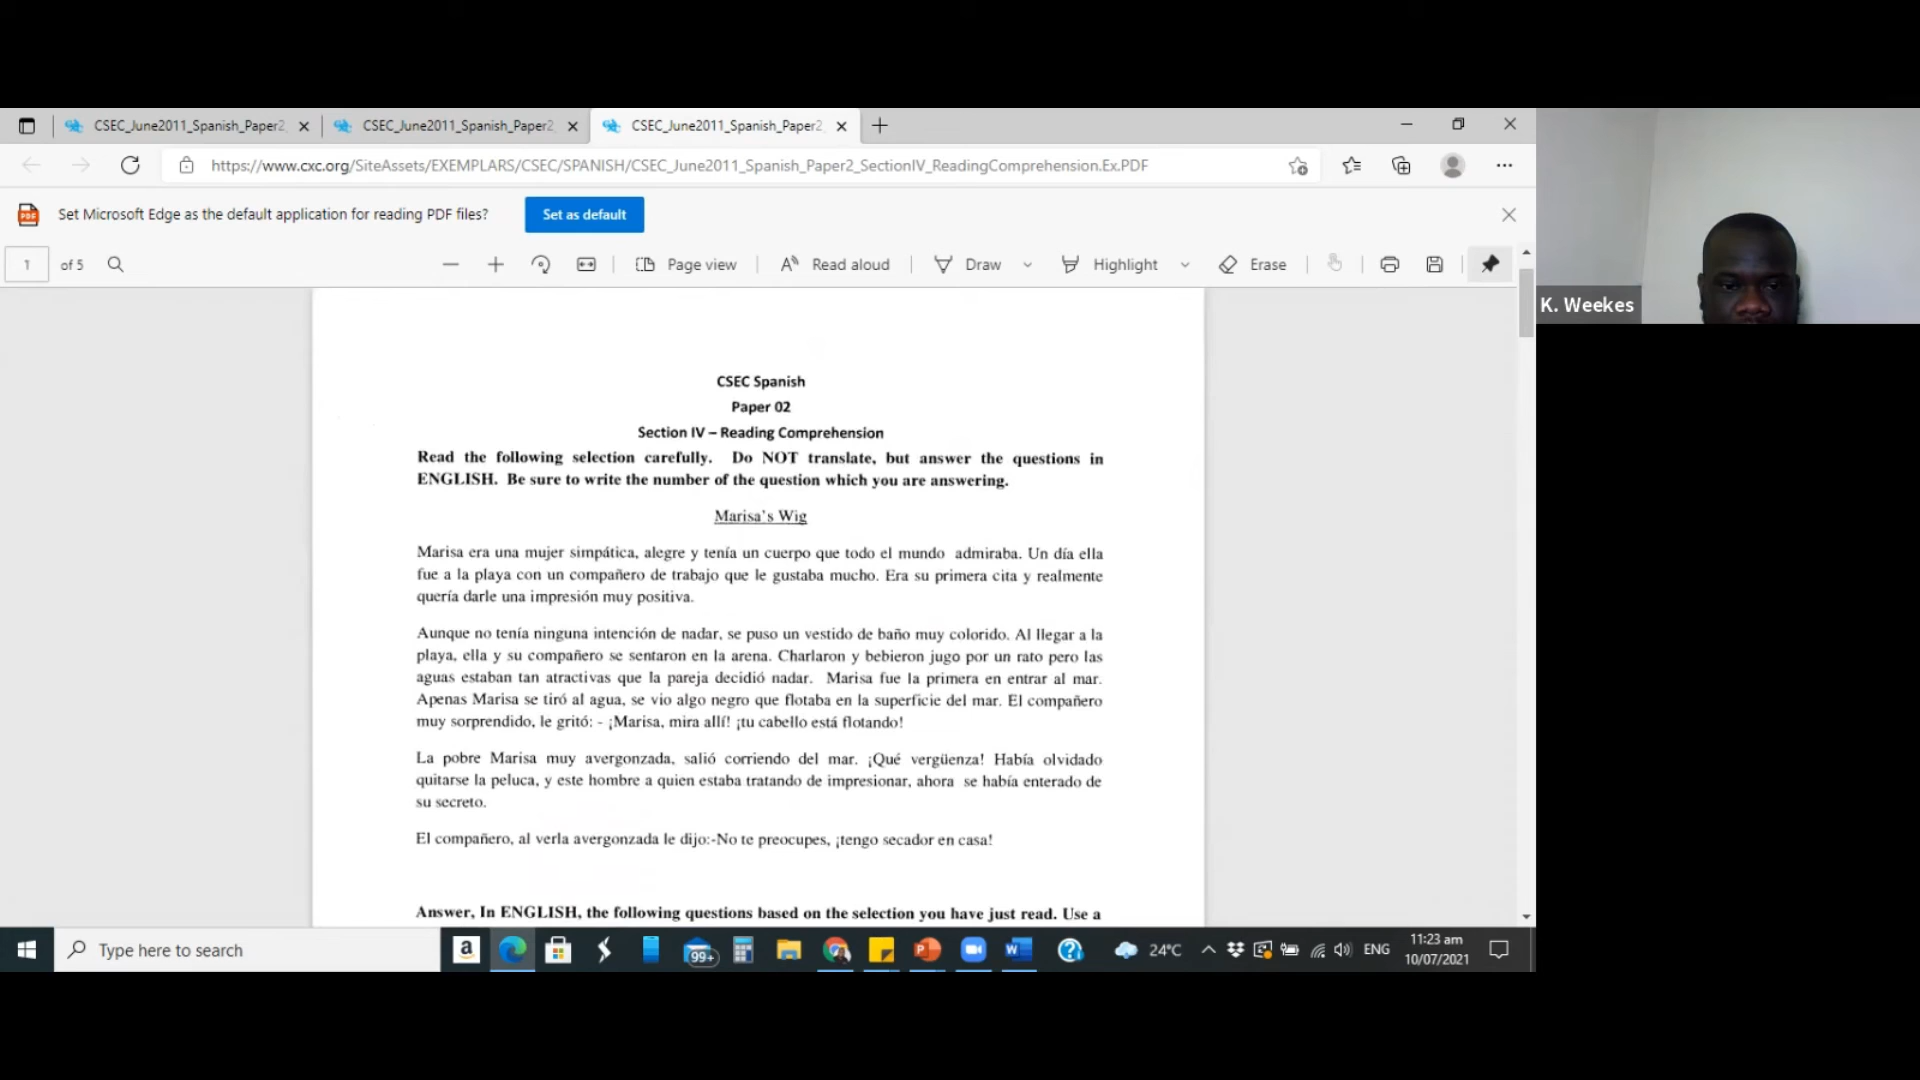 CSEC_June2011_Spanish_Paper2_
CSEC_June2011_Spanish_Paper2_
CSEC_June2011_Spanish_Paper2_
https://www.cxc.org/SiteAssets/EXEMPLARS/CSEC/SPANISH/CSEC_June2011_Spanish_Paper2_SectionIV_ReadingComprehension.Ex.PDF
PDF Set Microsoft Edge as the default application for reading PDF files? Set as default
1 of 5 Page view A Read aloud Draw Highlight Erase
K. Weekes
CSEC Spanish
Paper 02
Section IV – Reading Comprehension
Read the following selection carefully. Do NOT translate, but answer the questions in
ENGLISH. Be sure to write the number of the question which you are answering.
Marisa's Wig
Marisa era una mujer simpática, alegre y tenía un cuerpo que todo el mundo admiraba. Un día ella
fue a la playa con un compañero de trabajo que le gustaba mucho. Era su primera cita y realmente
quería darle una impresión muy positiva.
Aunque no tenía ninguna intención de nadar, se puso un vestido de baño muy colorido. Al llegar a la
playa, ella y su compañero se sentaron en la arena. Charlaron y bebieron jugo por un rato pero las
aguas estaban tan atractivas que la pareja decidió nadar. Marisa fue la primera en entrar al mar.
Apenas Marisa se tiró al agua, se vio algo negro que flotaba en la superficie del mar. El compañero
muy sorprendido, le gritó: - ¡Marisa, mira allí! ¡tu cabello está flotando!
La pobre Marisa muy avergonzada, salió corriendo del mar. ¡Qué vergüenza! Había olvidado
quitarse la peluca, y este hombre a quien estaba tratando de impresionar, ahora se había enterado de
su secreto.
El compañero, al verla avergonzada le dijo:-No te preocupes, ¡tengo secador en casa!
Answer, In ENGLISH, the following questions based on the selection you have just read. Use a
Type here to search
a
99+
24°C
ENG
11:23 am
10/07/2021